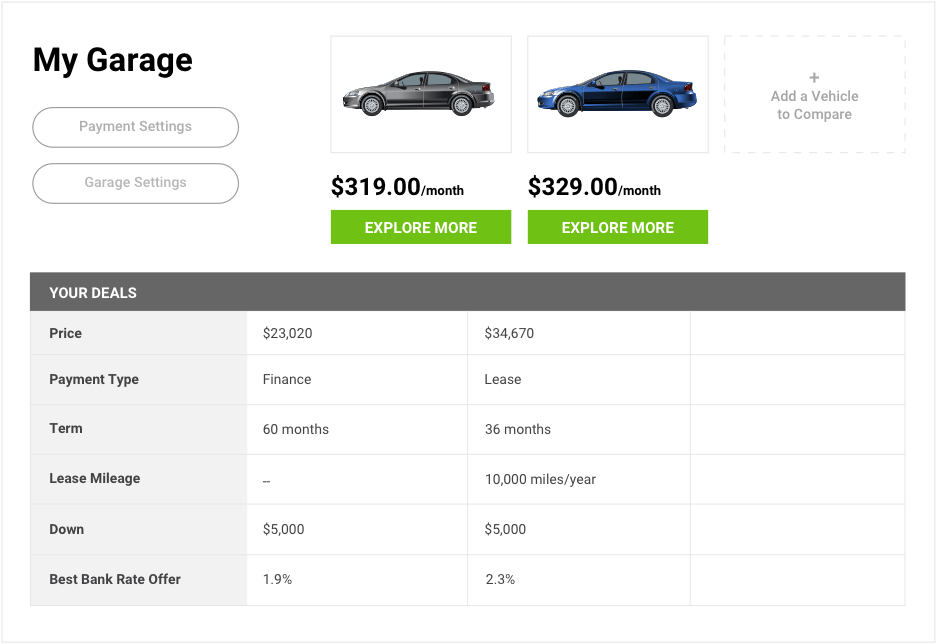 My Garage
Payment Settings
Garage Settings
+
Add a Vehicle
to Compare
$319.00/month $329.00/month
EXPLORE MORE EXPLORE MORE
YOUR DEALS
Price $23,020 $34,670
Payment Type Finance Lease
Term 60 months 36 months
Lease Mileage -- 10,000 miles/year
Down $5,000 $5,000
Best Bank Rate Offer 1.9% 2.3%